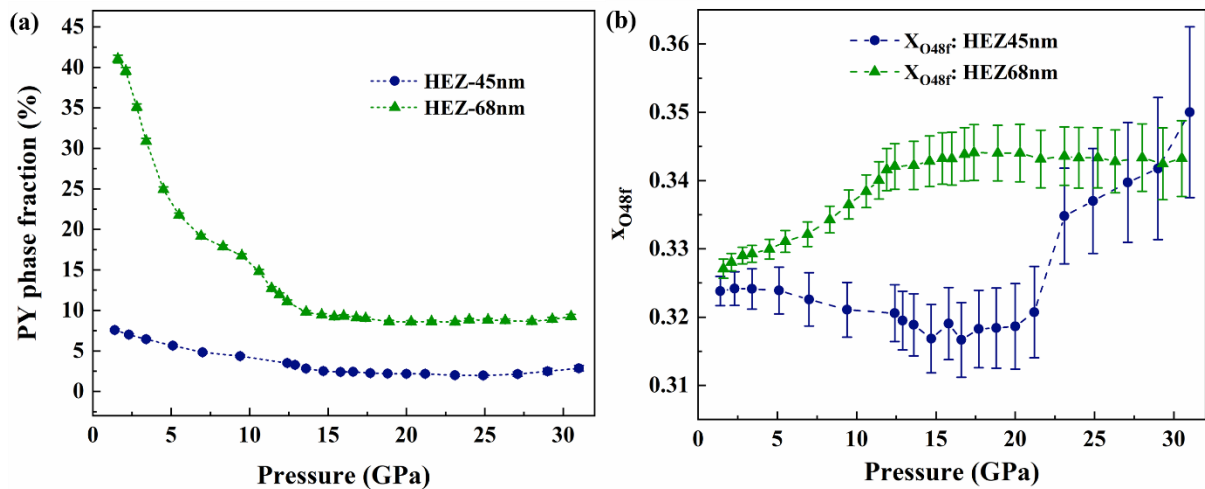 (a)
45
40
35
30
25
20
15
10
5
0
PY phase fraction (%)
HEZ-45nm
HEZ-68nm
0 5 10 15 20 25 30
Pressure (GPa)
(b)
0.36
0.35
0.34
0.33
0.32
0.31
xO48f
XO48f: HEZ45nm
XO48f: HEZ68nm
0 5 10 15 20 25 30
Pressure (GPa)